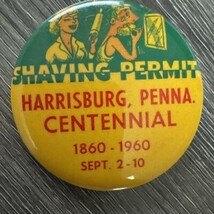 SHAVING PERMIT
HARRISBURG, PENNA.
CENTENNIAL
1860 - 1960
SEPT. 2-10